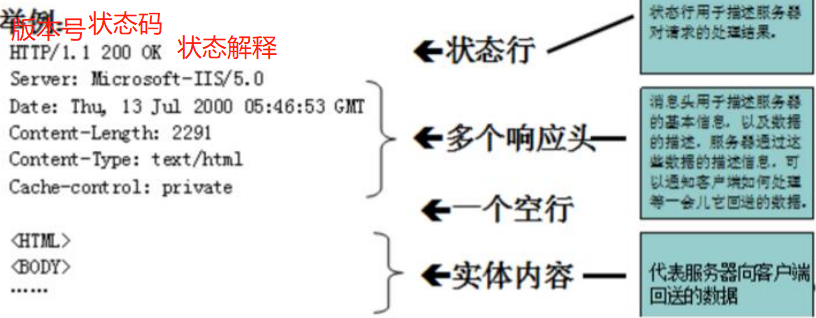 举例:
版本号 状态码
HTTP/1.1 200 OK 状态解释
Server: Microsoft-IIS/5.0
Date: Thu, 13 Jul 2000 05:46:53 GMT
Content-Length: 2291
Content-Type: text/html
Cache-control: private
<HTML>
<BODY>
……
状态行
多个响应头
一个空行
实体内容
状态行用于描述服务器
对请求的处理结果。
消息头用于描述服务器
的基本信息，以及数据
的描述，服务器通过这
些数据的描述信息，可
以通知客户端如何处理
等一会儿它回送的数据。
代表服务器向客户端
回送的数据